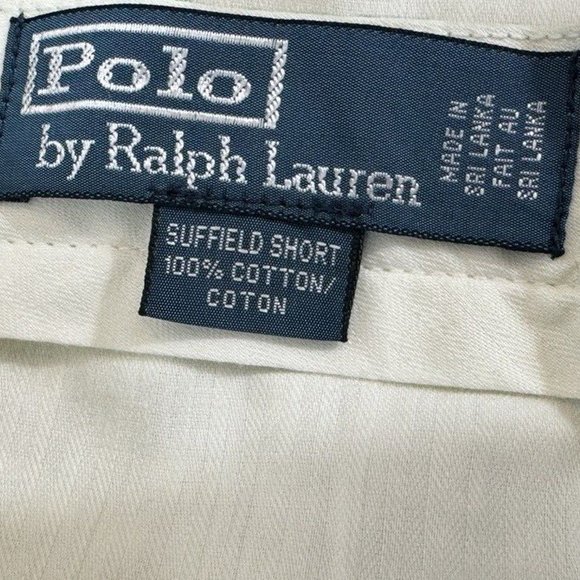 Polo
by Ralph Lauren
MADE IN
SRI LANKA
FAIT AU
SRI LANKA
SUFFIELD SHORT
100% COTTON/
COTON